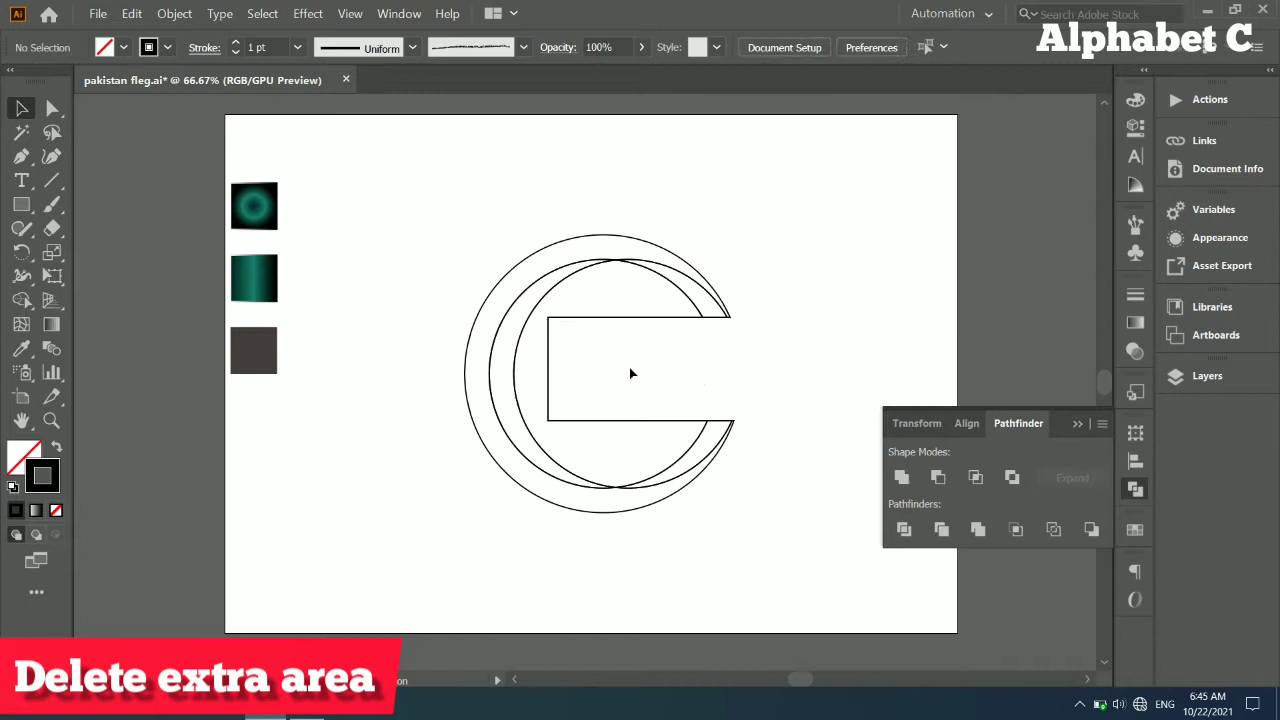 Ai File Edit Object Type Select Effect View Window Help Automation Search Adobe Stock
Alphabet C
No Selection Stroke: 1 pt Uniform Opacity: 100% Style: Document Setup Preferences
pakistan fleg.ai* @ 66.67% (RGB/GPU Preview)
Actions
Links
Document Info
Variables
Appearance
Asset Export
Libraries
Artboards
Layers
Transform Align Pathfinder
Shape Modes:
Expand
Pathfinders:
Delete extra area
6:45 AM
ENG
10/22/2021